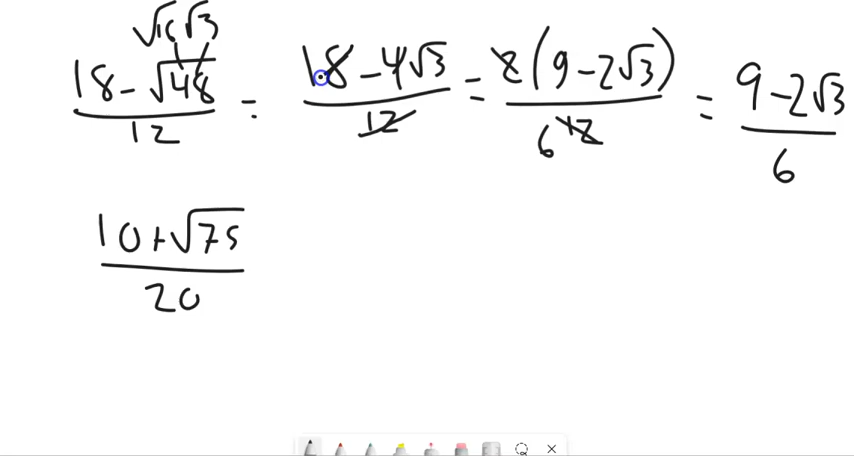 √16 √3
(18 - √48)/12 = (18 - 4√3)/12 = 2(9 - 2√3)/6 12 = (9 - 2√3)/6
(10 + √75)/20